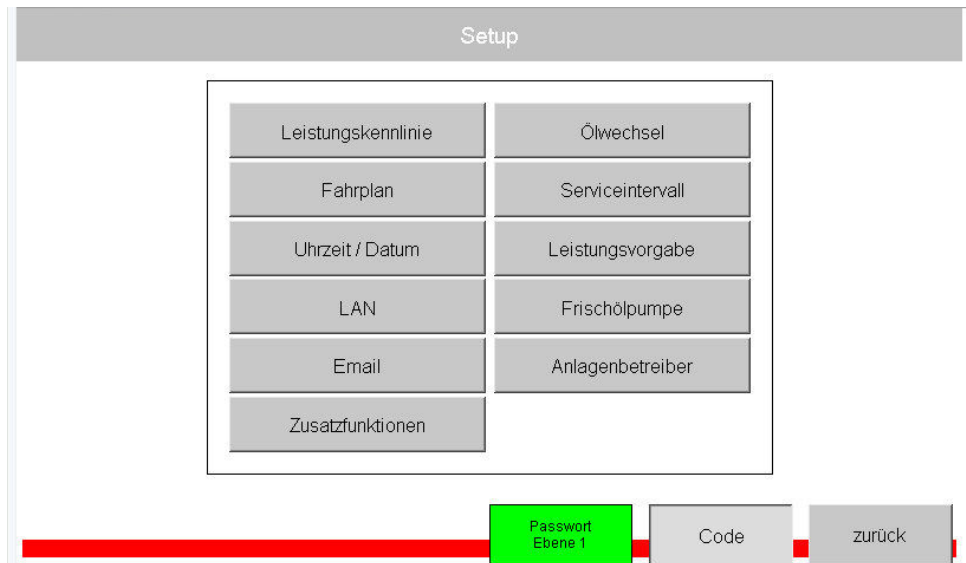 Setup
Leistungskennlinie
Ölwechsel
Fahrplan
Serviceintervall
Uhrzeit / Datum
Leistungsvorgabe
LAN
Frischölpumpe
Email
Anlagenbetreiber
Zusatzfunktionen
Passwort
Ebene 1
Code
zurück